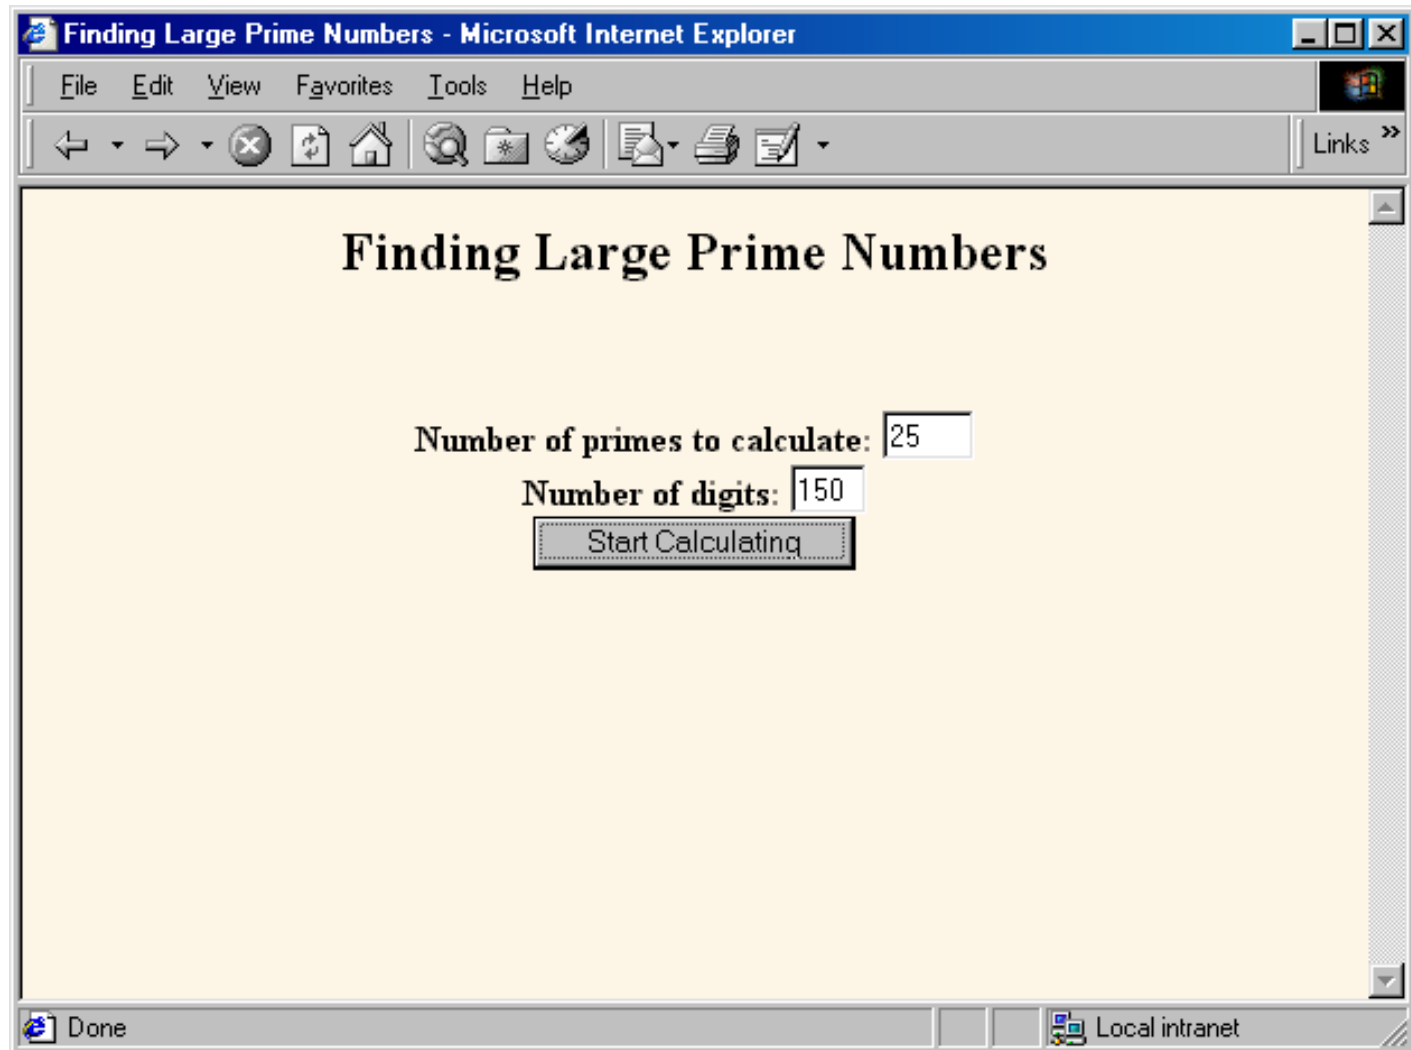 Finding Large Prime Numbers - Microsoft Internet Explorer
File Edit View Favorites Tools Help
Links »
Finding Large Prime Numbers
Number of primes to calculate: 25
Number of digits: 150
Start Calculating
Done Local intranet